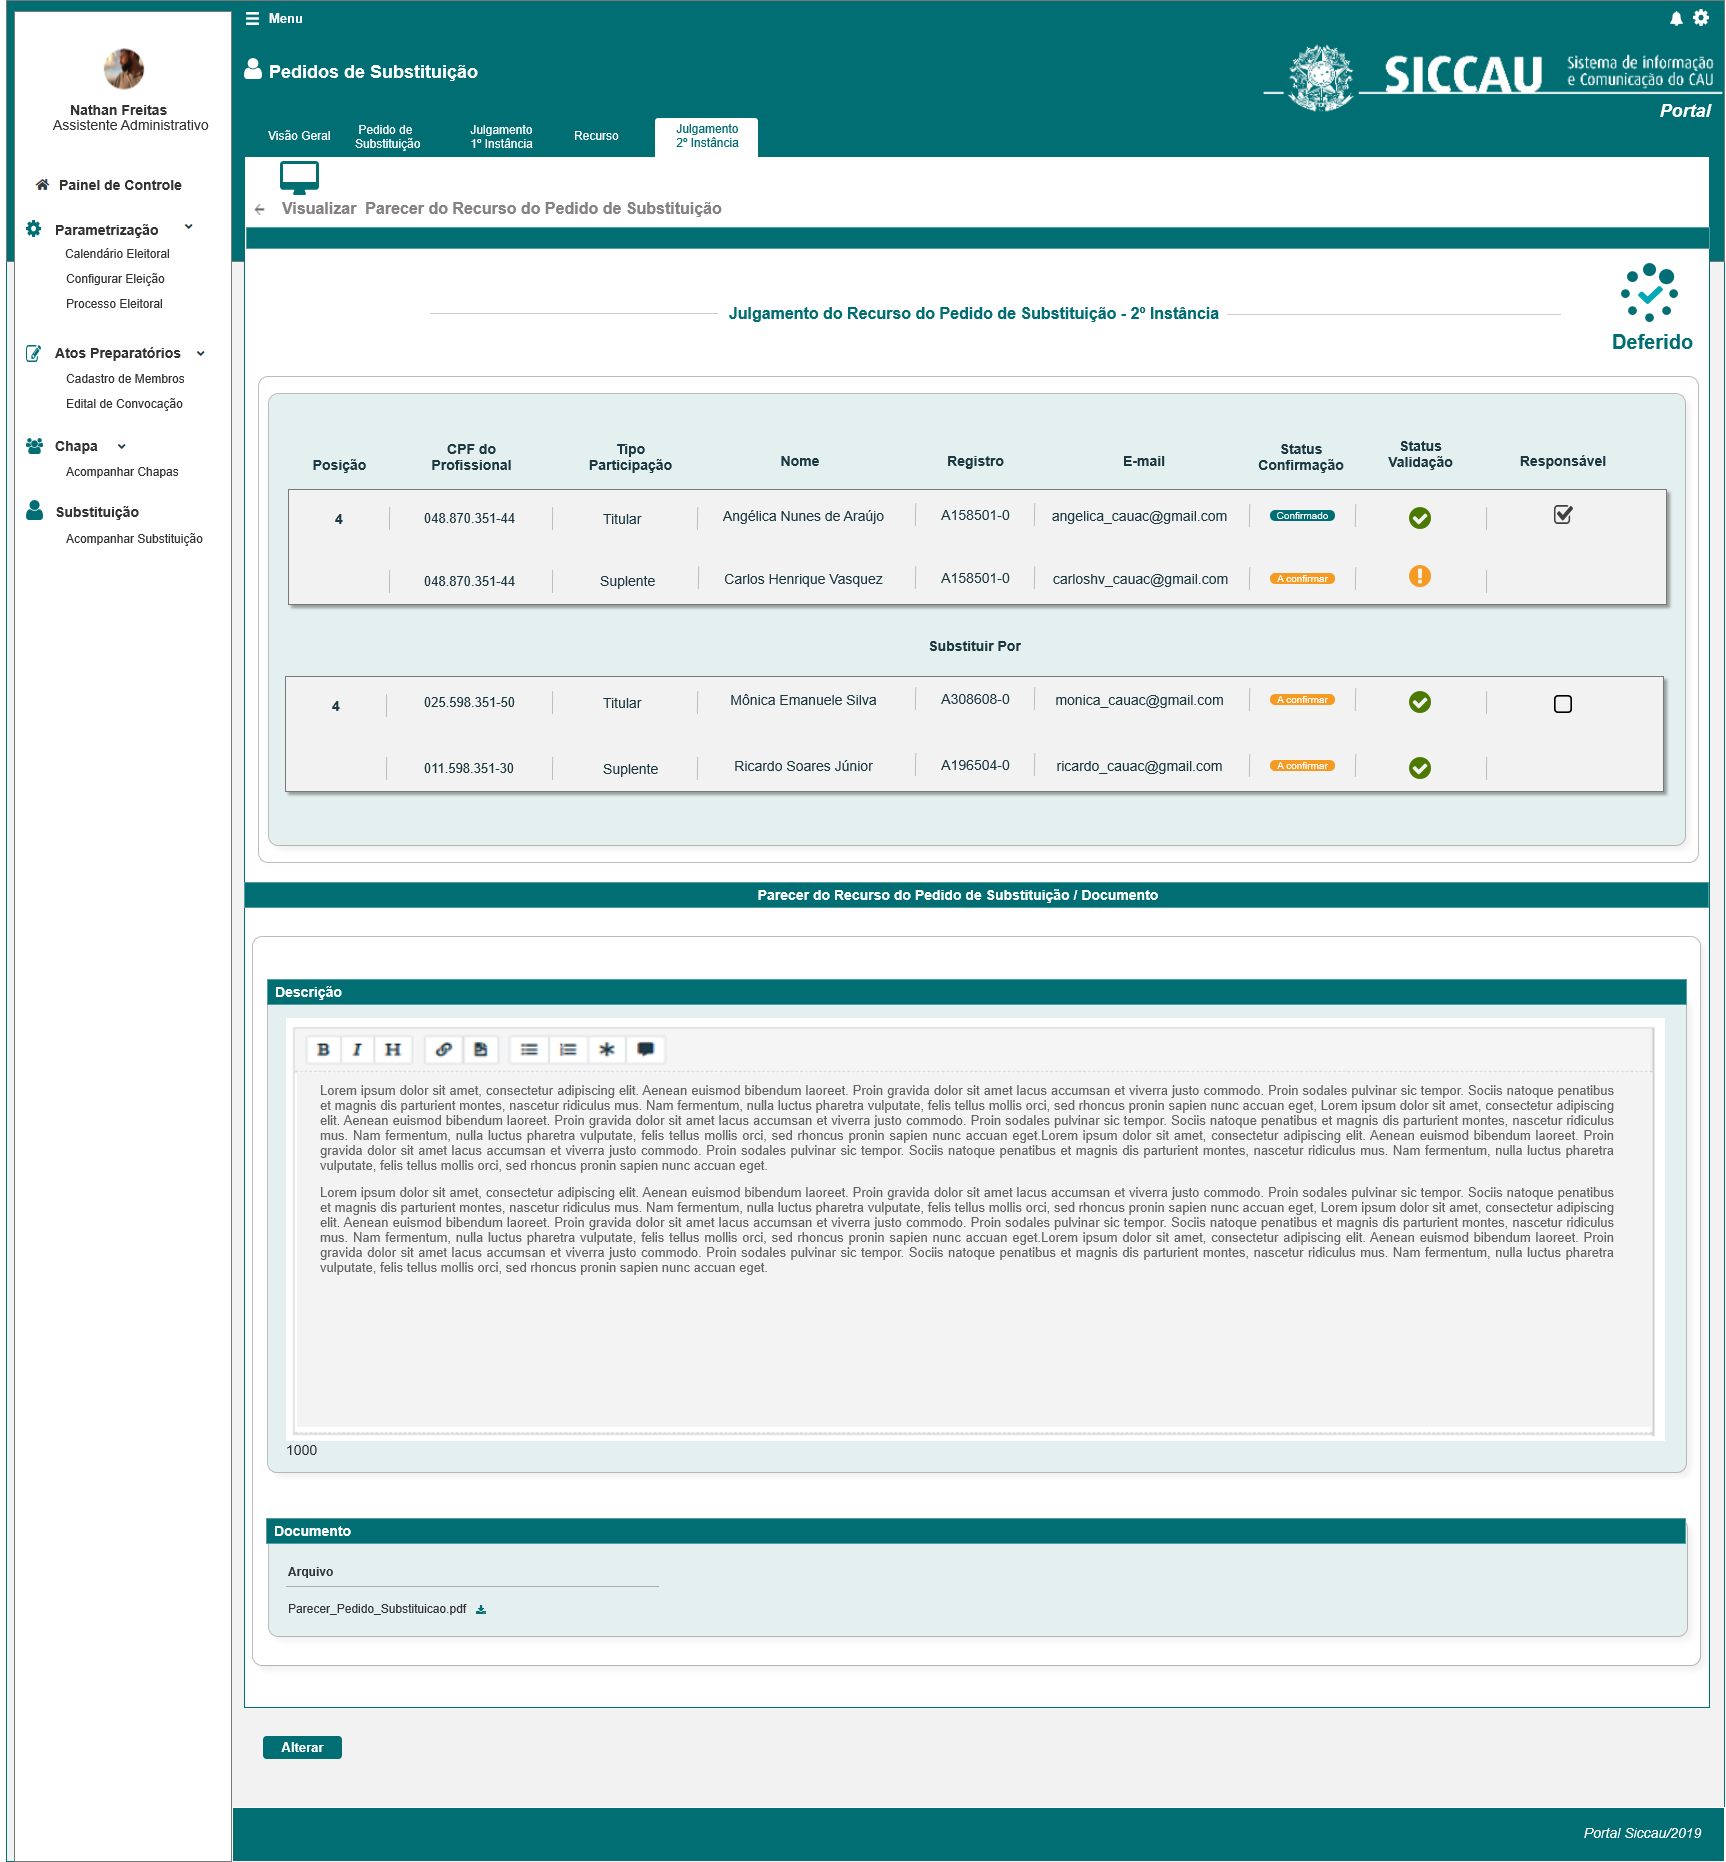 Menu
Pedidos de Substituição
SICCAU
Sistema de informação
e Comunicação do CAU
Portal
Nathan Freitas
Assistente Administrativo
Painel de Controle
Parametrização
Calendário Eleitoral
Configurar Eleição
Processo Eleitoral
Atos Preparatórios
Cadastro de Membros
Edital de Convocação
Chapa
Acompanhar Chapas
Substituição
Acompanhar Substituição
Visão Geral
Pedido de
Substituição
Julgamento
1º Instância
Recurso
Julgamento
2º Instância
Visualizar Parecer do Recurso do Pedido de Substituição
Julgamento do Recurso do Pedido de Substituição - 2º Instância
Deferido
Posição CPF do Profissional Tipo Participação Nome Registro E-mail Status Confirmação Status Validação Responsável
4 048.870.351-44 Titular Angélica Nunes de Araújo A158501-0 angelica_cauac@gmail.com Confirmado
048.870.351-44 Suplente Carlos Henrique Vasquez A158501-0 carloshv_cauac@gmail.com A confirmar
Substituir Por
4 025.598.351-50 Titular Mônica Emanuele Silva A308608-0 monica_cauac@gmail.com A confirmar
011.598.351-30 Suplente Ricardo Soares Júnior A196504-0 ricardo_cauac@gmail.com A confirmar
Parecer do Recurso do Pedido de Substituição / Documento
Descrição
B I H
Lorem ipsum dolor sit amet, consectetur adipiscing elit. Aenean euismod bibendum laoreet. Proin gravida dolor sit amet lacus accumsan et viverra justo commodo. Proin sodales pulvinar sic tempor. Sociis natoque penatibus
et magnis dis parturient montes, nascetur ridiculus mus. Nam fermentum, nulla luctus pharetra vulputate, felis tellus mollis orci, sed rhoncus pronin sapien nunc accuan eget, Lorem ipsum dolor sit amet, consectetur adipiscing
elit. Aenean euismod bibendum laoreet. Proin gravida dolor sit amet lacus accumsan et viverra justo commodo. Proin sodales pulvinar sic tempor. Sociis natoque penatibus et magnis dis parturient montes, nascetur ridiculus
mus. Nam fermentum, nulla luctus pharetra vulputate, felis tellus mollis orci, sed rhoncus pronin sapien nunc accuan eget.Lorem ipsum dolor sit amet, consectetur adipiscing elit. Aenean euismod bibendum laoreet. Proin
gravida dolor sit amet lacus accumsan et viverra justo commodo. Proin sodales pulvinar sic tempor. Sociis natoque penatibus et magnis dis parturient montes, nascetur ridiculus mus. Nam fermentum, nulla luctus pharetra
vulputate, felis tellus mollis orci, sed rhoncus pronin sapien nunc accuan eget.
Lorem ipsum dolor sit amet, consectetur adipiscing elit. Aenean euismod bibendum laoreet. Proin gravida dolor sit amet lacus accumsan et viverra justo commodo. Proin sodales pulvinar sic tempor. Sociis natoque penatibus
et magnis dis parturient montes, nascetur ridiculus mus. Nam fermentum, nulla luctus pharetra vulputate, felis tellus mollis orci, sed rhoncus pronin sapien nunc accuan eget, Lorem ipsum dolor sit amet, consectetur adipiscing
elit. Aenean euismod bibendum laoreet. Proin gravida dolor sit amet lacus accumsan et viverra justo commodo. Proin sodales pulvinar sic tempor. Sociis natoque penatibus et magnis dis parturient montes, nascetur ridiculus
mus. Nam fermentum, nulla luctus pharetra vulputate, felis tellus mollis orci, sed rhoncus pronin sapien nunc accuan eget.Lorem ipsum dolor sit amet, consectetur adipiscing elit. Aenean euismod bibendum laoreet. Proin
gravida dolor sit amet lacus accumsan et viverra justo commodo. Proin sodales pulvinar sic tempor. Sociis natoque penatibus et magnis dis parturient montes, nascetur ridiculus mus. Nam fermentum, nulla luctus pharetra
vulputate, felis tellus mollis orci, sed rhoncus pronin sapien nunc accuan eget.
1000
Documento
Arquivo
Parecer_Pedido_Substituicao.pdf
Alterar
Portal Siccau/2019